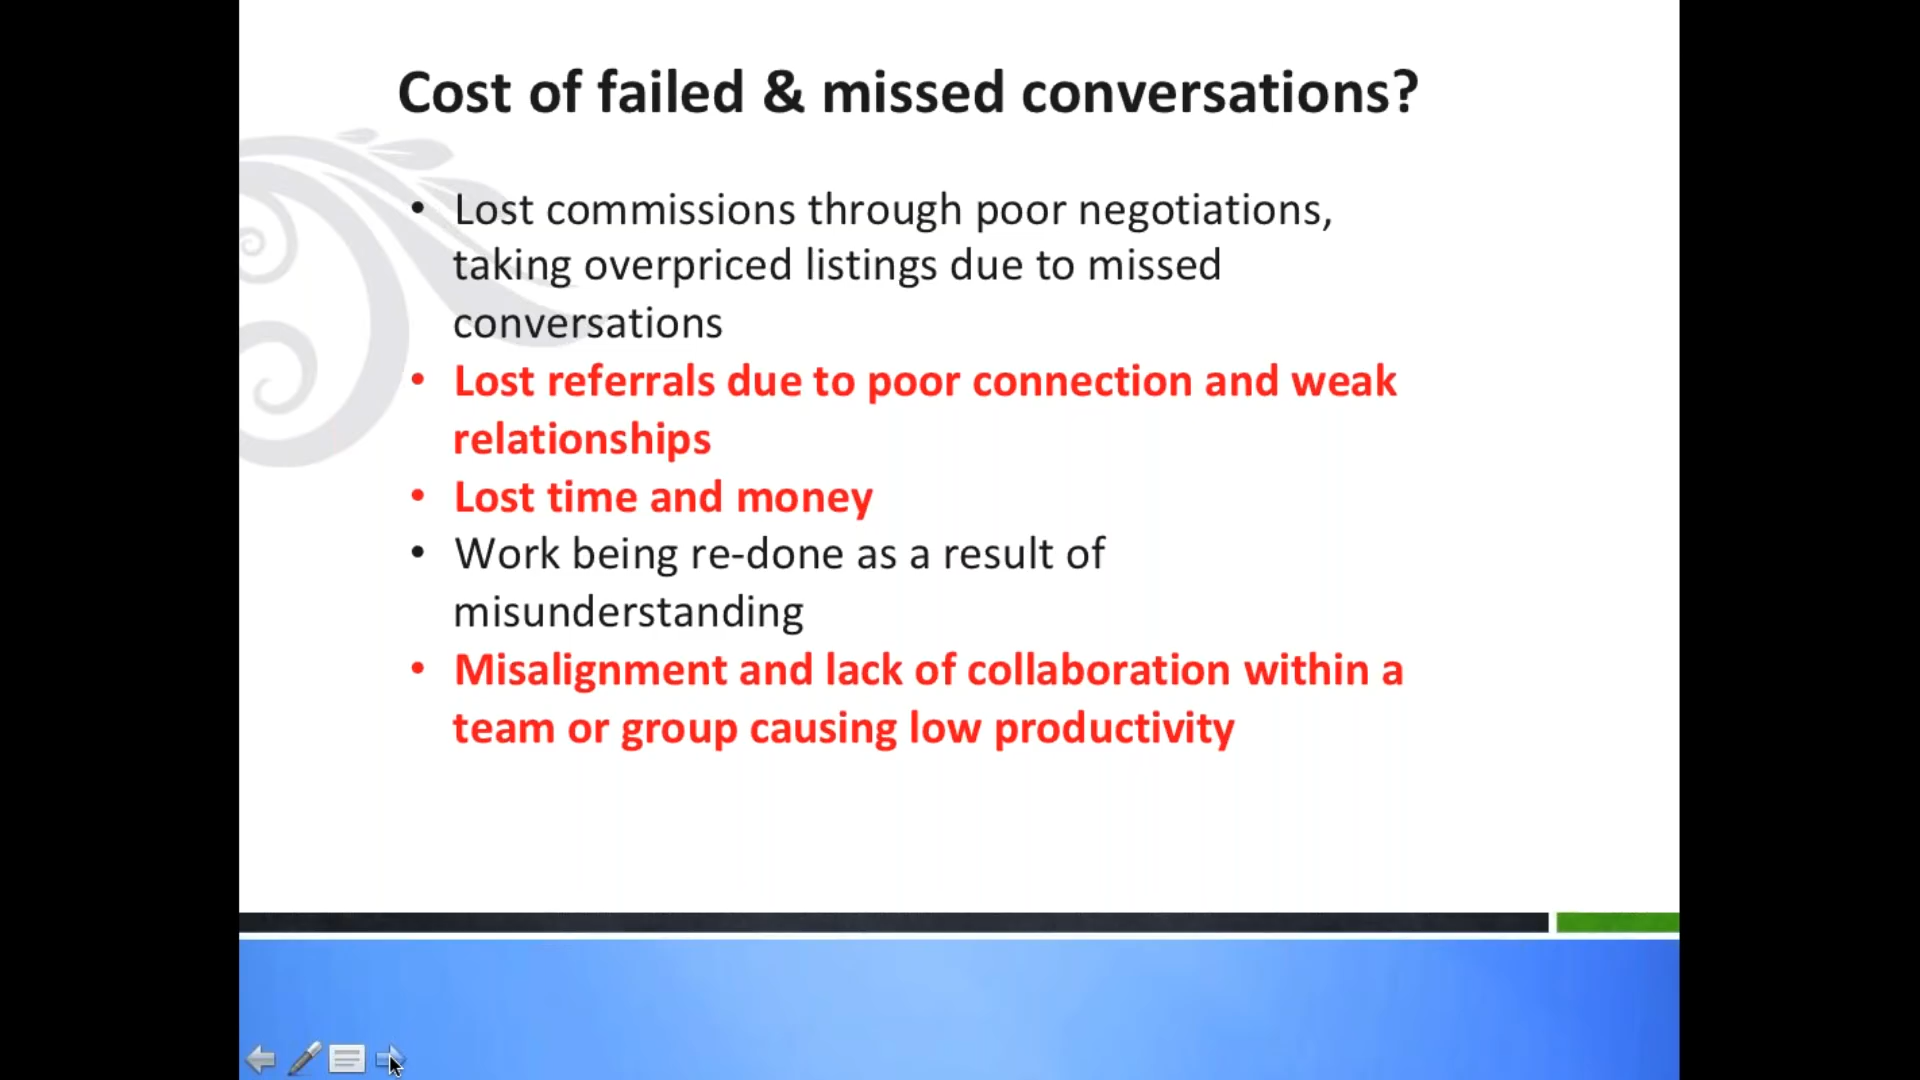 Cost of failed & missed conversations?
• Lost commissions through poor negotiations,
taking overpriced listings due to missed
conversations
• Lost referrals due to poor connection and weak
relationships
• Lost time and money
• Work being re-done as a result of
misunderstanding
• Misalignment and lack of collaboration within a
team or group causing low productivity